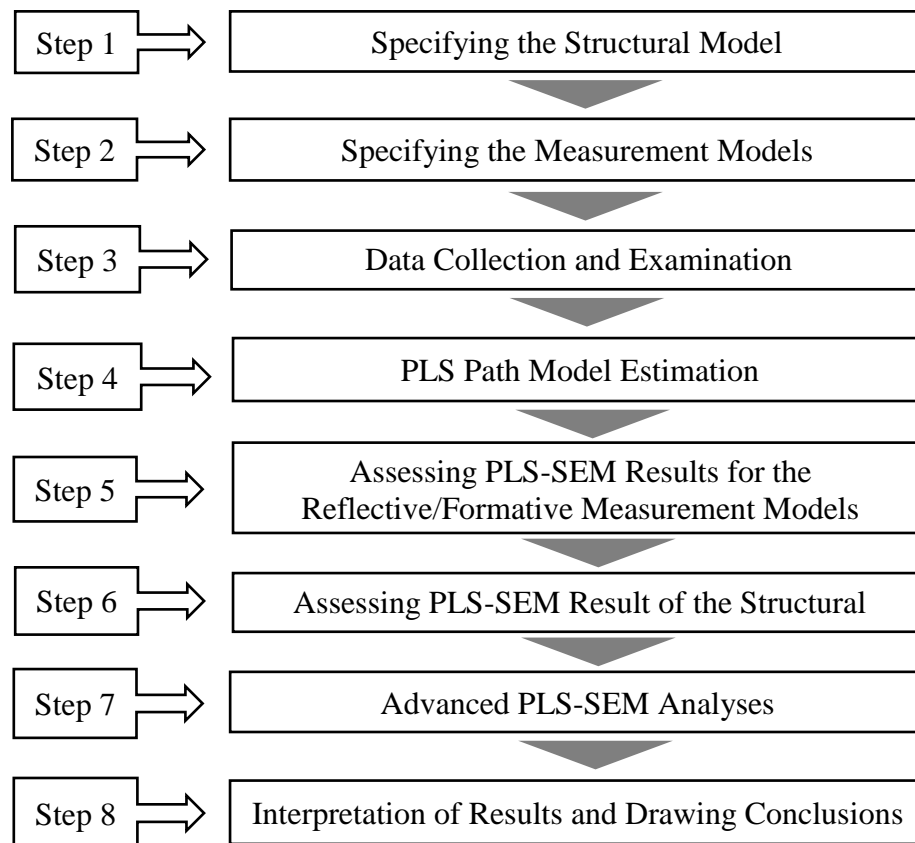 Step 1
Specifying the Structural Model
Step 2
Specifying the Measurement Models
Step 3
Data Collection and Examination
Step 4
PLS Path Model Estimation
Step 5
Assessing PLS-SEM Results for the
Reflective/Formative Measurement Models
Step 6
Assessing PLS-SEM Result of the Structural
Step 7
Advanced PLS-SEM Analyses
Step 8
Interpretation of Results and Drawing Conclusions